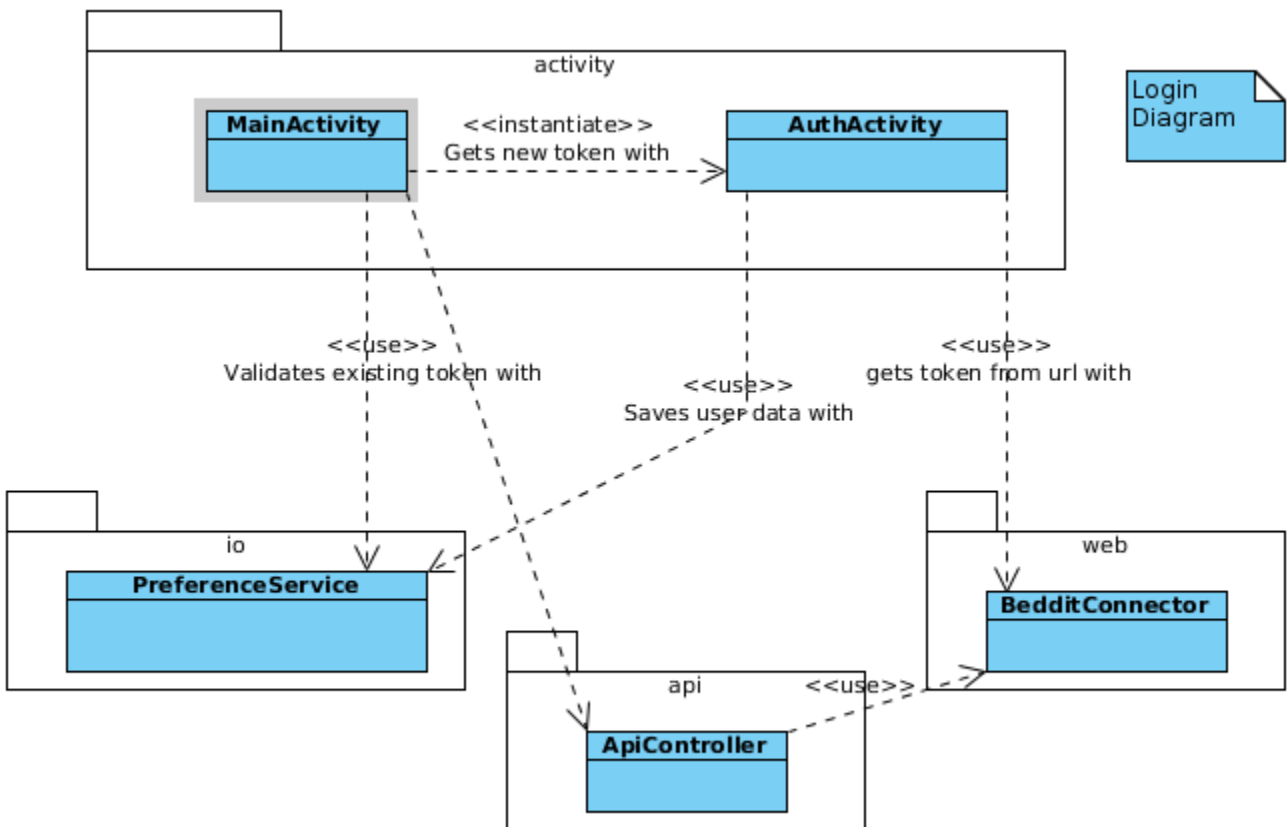 activity
Login
Diagram
MainActivity
<<instantiate>>
Gets new token with
AuthActivity
<<use>>
Validates existing token with
<<use>>
gets token from url with
<<use>>
Saves user data with
io
PreferenceService
web
BedditConnector
api
<<use>>
ApiController